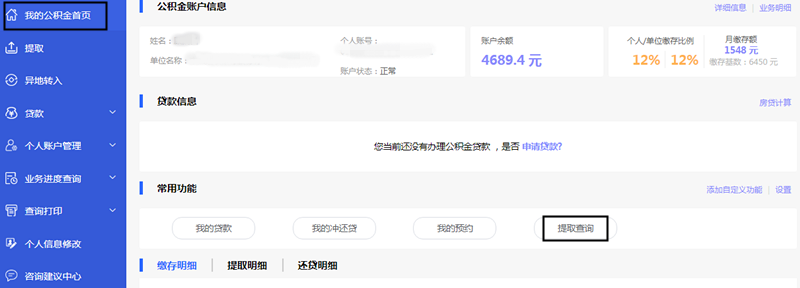 我的公积金首页
提取
异地转入
贷款
个人账户管理
业务进度查询
查询打印
个人信息修改
咨询建议中心
公积金账户信息
详细信息 | 业务明细
姓名：
单位名称：
个人账号：
账户状态：正常
账户余额
4689.4 元
个人/单位缴存比例
12% | 12%
月缴存额
1548 元
缴存基数：6450 元
贷款信息
房贷计算
您当前还没有办理公积金贷款 ，是否 申请贷款?
常用功能
添加自定义功能 | 设置
我的贷款
我的冲还贷
我的预约
提取查询
缴存明细 | 提取明细 | 还贷明细